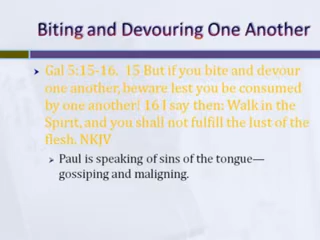 Biting and Devouring One Another
Gal 5:15-16.  15 But if you bite and devour
one another, beware lest you be consumed
by one another! 16 I say then: Walk in the
Spirit, and you shall not fulfill the lust of the
flesh. NKJV
Paul is speaking of sins of the tongue—
gossiping and maligning.